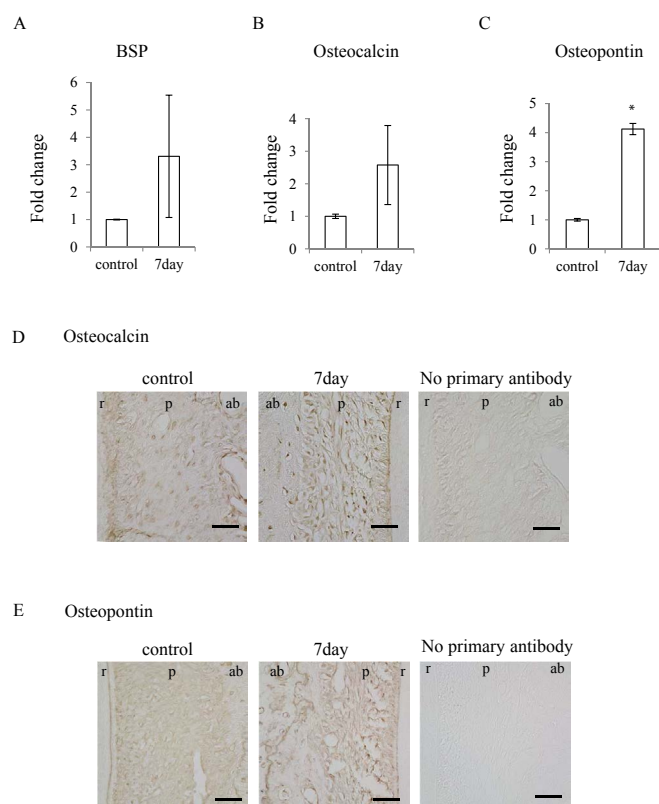 A
B
C
BSP
Osteocalcin
Osteopontin
Fold change
6
5
4
3
2
1
0
control 7day
Fold change
4
3
2
1
0
control 7day
Fold change
5
4
3
2
1
0
*
control 7day
D Osteocalcin
control 7day No primary antibody
r p ab ab p r r p ab
E Osteopontin
control 7day No primary antibody
r p ab ab p r r p ab